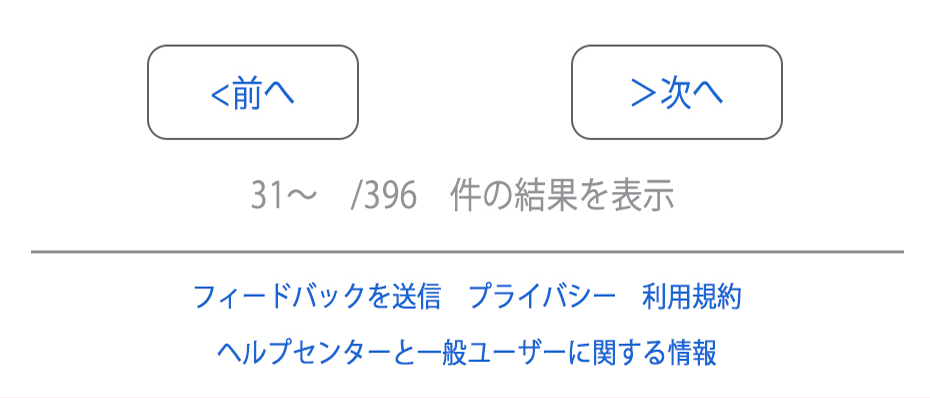 <前へ
＞次へ
31～　/396　件の結果を表示
フィードバックを送信　プライバシー　利用規約
ヘルプセンターと一般ユーザーに関する情報